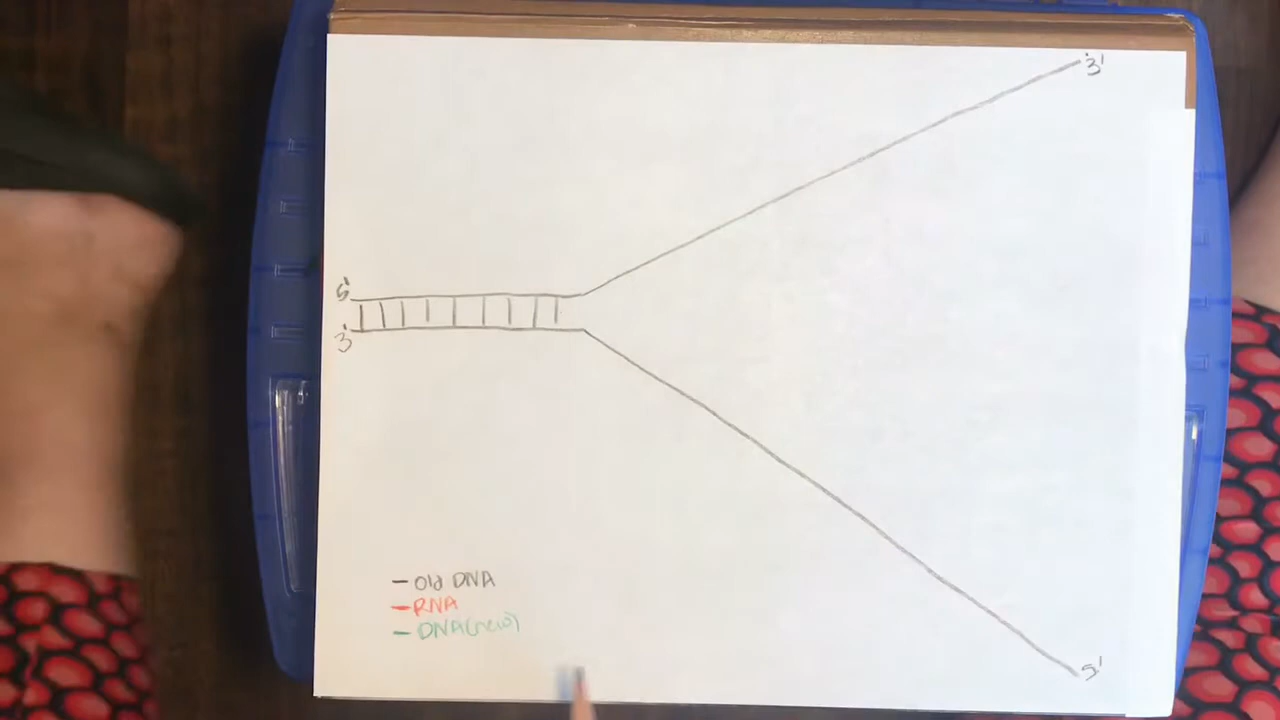 3'
5'
3'
– Old DNA
– RNA
– DNA(new)
5'